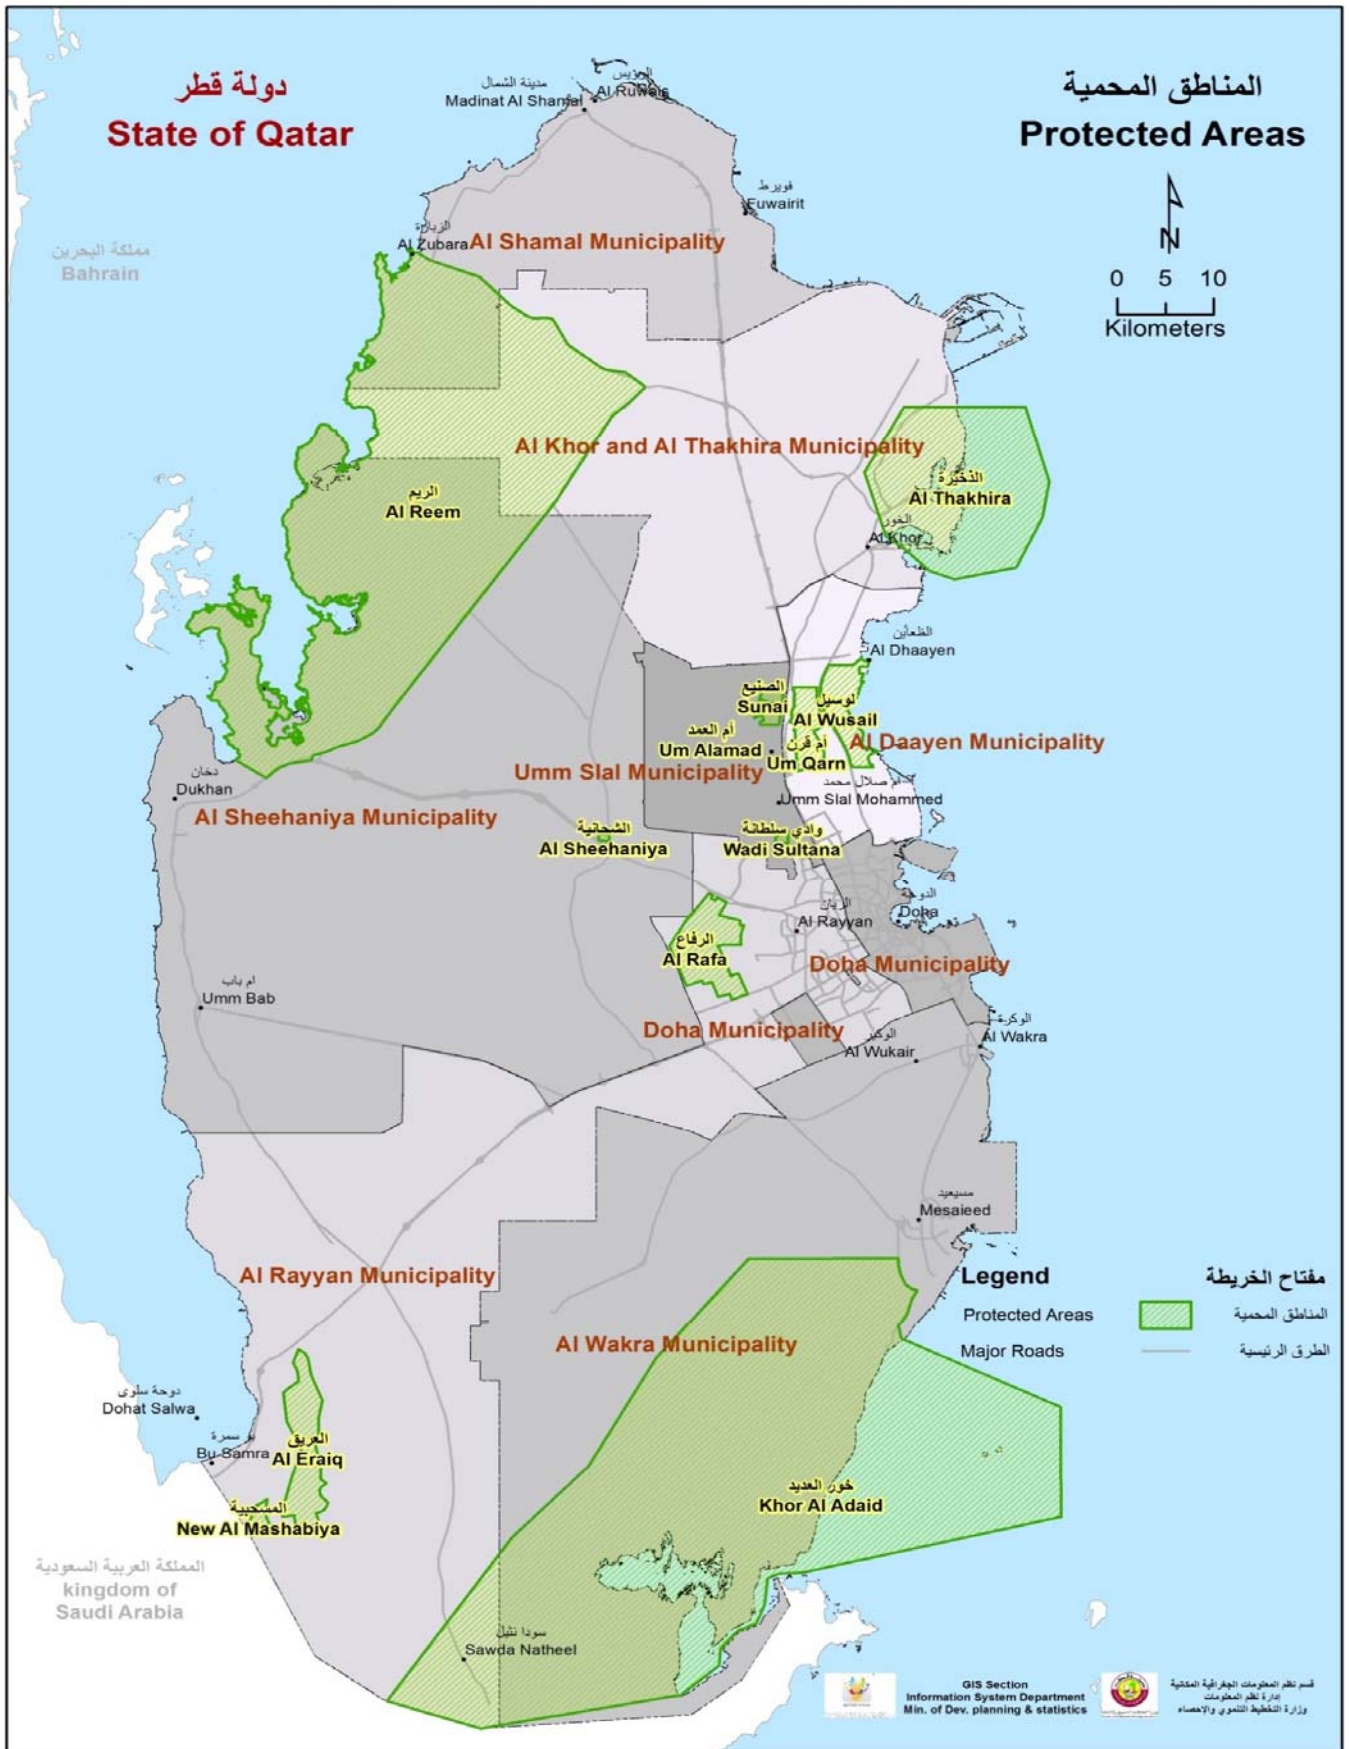 دولة قطر
State of Qatar
المناطق المحمية
Protected Areas
N
0 5 10
Kilometers
مملكة البحرين
Bahrain
مدينة الشمال
Madinat Al Shamal
الرويس
Al Ruwais
فويرط
Fuwairit
الزبارة
Al Zubara
Al Shamal Municipality
Al Khor and Al Thakhira Municipality
الذخيرة
Al Thakhira
الريم
Al Reem
الخور
Al Khor
الظعاين
Al Dhaayen
الصنيع
Sunai
لوسيل
Al Wusail
أم العمد
Um Alamad
أم قرن
Um Qarn
Al Daayen Municipality
Umm Slal Municipality
دخان
Dukhan
أم صلال محمد
Umm Slal Mohammed
Al Sheehaniya Municipality
الشحانية
Al Sheehaniya
وادي سلطانة
Wadi Sultana
الدوحة
Doha
الريان
Al Rayyan
الرفاع
Al Rafa
Doha Municipality
ام باب
Umm Bab
Doha Municipality
الوكير
Al Wukair
الوكرة
Al Wakra
مسيعيد
Mesaieed
Al Rayyan Municipality
Al Wakra Municipality
Legend
مفتاح الخريطة
Protected Areas
المناطق المحمية
Major Roads
الطرق الرئيسية
دوحة سلوى
Dohat Salwa
بو سمرة
Bu Samra
العريق
Al Eraiq
المسحبية
New Al Mashabiya
خور العديد
Khor Al Adaid
المملكة العربية السعودية
kingdom of
Saudi Arabia
سودا نثيل
Sawda Natheel
GIS Section
Information System Department
Min. of Dev. planning & statistics
قسم نظم المعلومات الجغرافية المكانية
إدارة نظم المعلومات
وزارة التخطيط التنموي والإحصاء